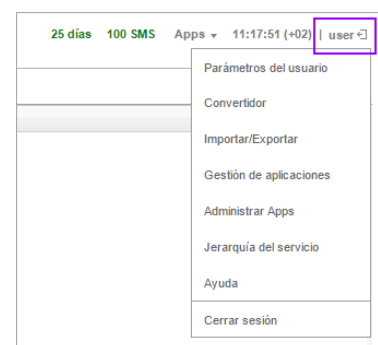 25 días 100 SMS Apps 11:17:51 (+02) | user
Parámetros del usuario
Convertidor
Importar/Exportar
Gestión de aplicaciones
Administrar Apps
Jerarquía del servicio
Ayuda
Cerrar sesión